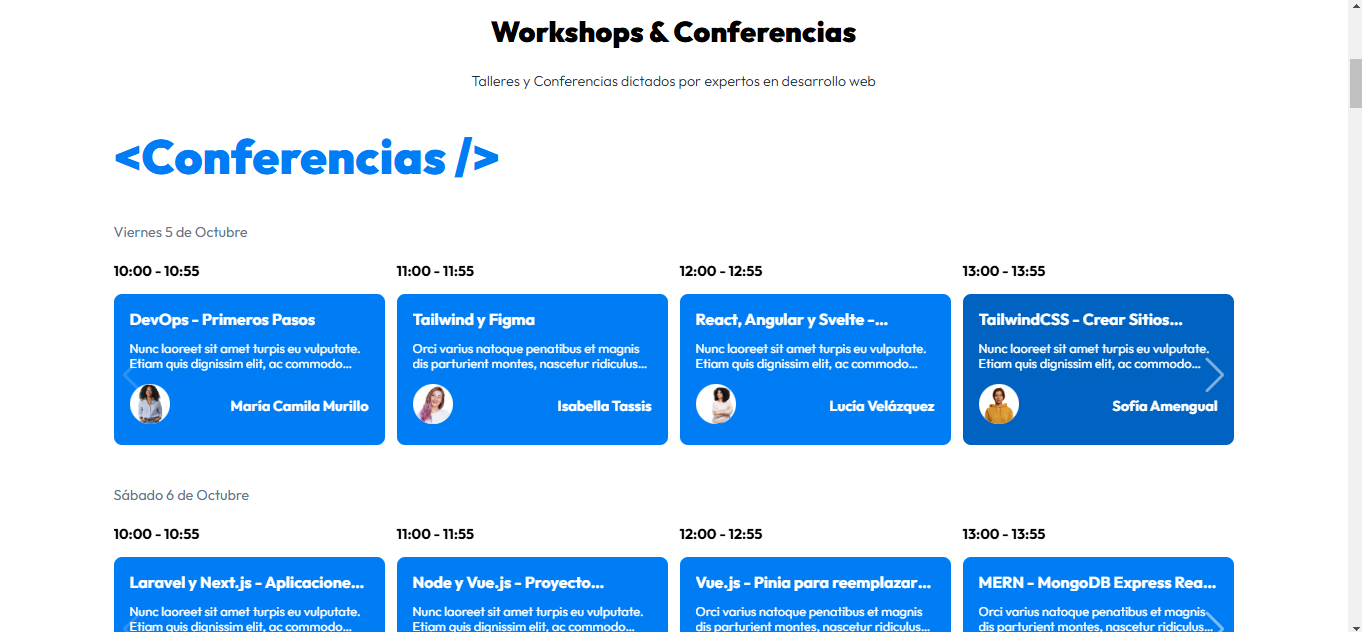 Workshops & Conferencias
Talleres y Conferencias dictados por expertos en desarrollo web
<Conferencias />
Viernes 5 de Octubre
10:00 - 10:55
DevOps - Primeros Pasos
Nunc laoreet sit amet turpis eu vulputate.
Etiam quis dignissim elit, ac commodo...
María Camila Murillo
11:00 - 11:55
Tailwind y Figma
Orci varius natoque penatibus et magnis
dis parturient montes, nascetur ridiculus...
Isabella Tassis
12:00 - 12:55
React, Angular y Svelte -...
Nunc laoreet sit amet turpis eu vulputate.
Etiam quis dignissim elit, ac commodo...
Lucía Velázquez
13:00 - 13:55
TailwindCSS - Crear Sitios...
Nunc laoreet sit amet turpis eu vulputate.
Etiam quis dignissim elit, ac commodo...
Sofía Amengual
Sábado 6 de Octubre
10:00 - 10:55
Laravel y Next.js - Aplicacione...
Nunc laoreet sit amet turpis eu vulputate.
Etiam quis dignissim elit, ac commodo...
11:00 - 11:55
Node y Vue.js - Proyecto...
Nunc laoreet sit amet turpis eu vulputate.
Etiam quis dignissim elit, ac commodo...
12:00 - 12:55
Vue.js - Pinia para reemplazar...
Orci varius natoque penatibus et magnis
dis parturient montes, nascetur ridiculus...
13:00 - 13:55
MERN - MongoDB Express Rea...
Orci varius natoque penatibus et magnis
dis parturient montes, nascetur ridiculus...